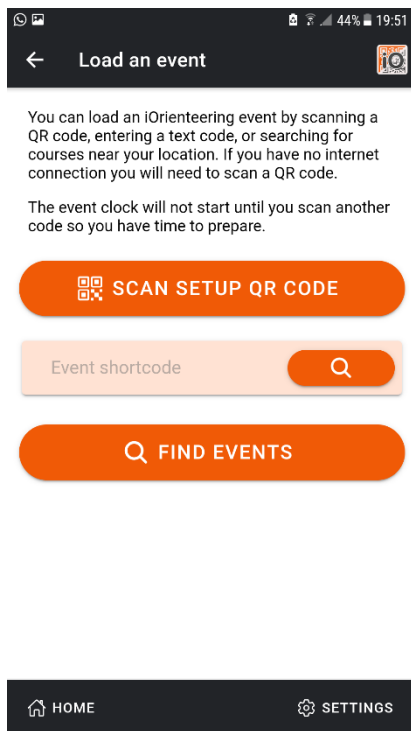 44% 19:51
Load an event
iO
You can load an iOrienteering event by scanning a
QR code, entering a text code, or searching for
courses near your location. If you have no internet
connection you will need to scan a QR code.
The event clock will not start until you scan another
code so you have time to prepare.
SCAN SETUP QR CODE
Event shortcode
FIND EVENTS
HOME SETTINGS